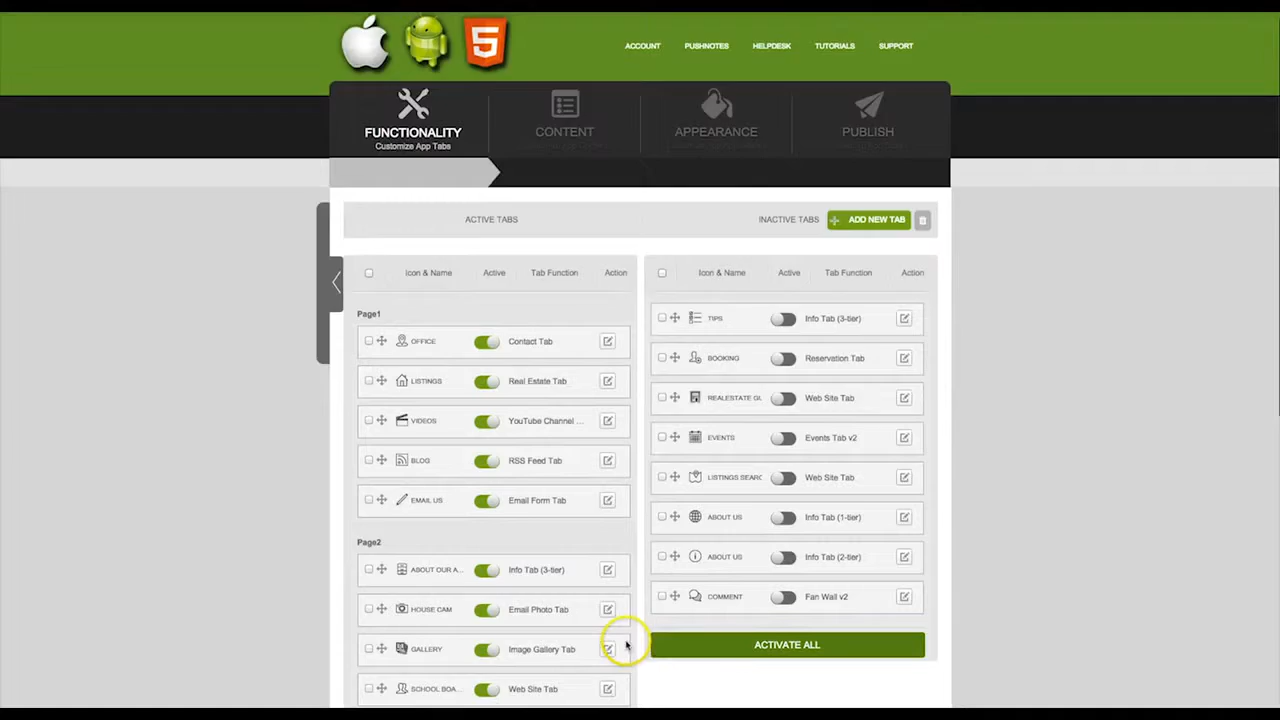 ACCOUNT PUSHNOTES HELPDESK TUTORIALS SUPPORT
FUNCTIONALITY CONTENT APPEARANCE PUBLISH
Customize App Tabs
ACTIVE TABS INACTIVE TABS ADD NEW TAB
Icon & Name Active Tab Function Action
Page1
OFFICE Contact Tab
LISTINGS Real Estate Tab
VIDEOS YouTube Channel ...
BLOG RSS Feed Tab
EMAIL US Email Form Tab
Page2
ABOUT OUR A... Info Tab (3-tier)
HOUSE CAM Email Photo Tab
GALLERY Image Gallery Tab
SCHOOL BOA... Web Site Tab
Icon & Name Active Tab Function Action
TIPS Info Tab (3-tier)
BOOKING Reservation Tab
REALESTATE GU Web Site Tab
EVENTS Events Tab v2
LISTINGS SEARC Web Site Tab
ABOUT US Info Tab (1-tier)
ABOUT US Info Tab (2-tier)
COMMENT Fan Wall v2
ACTIVATE ALL